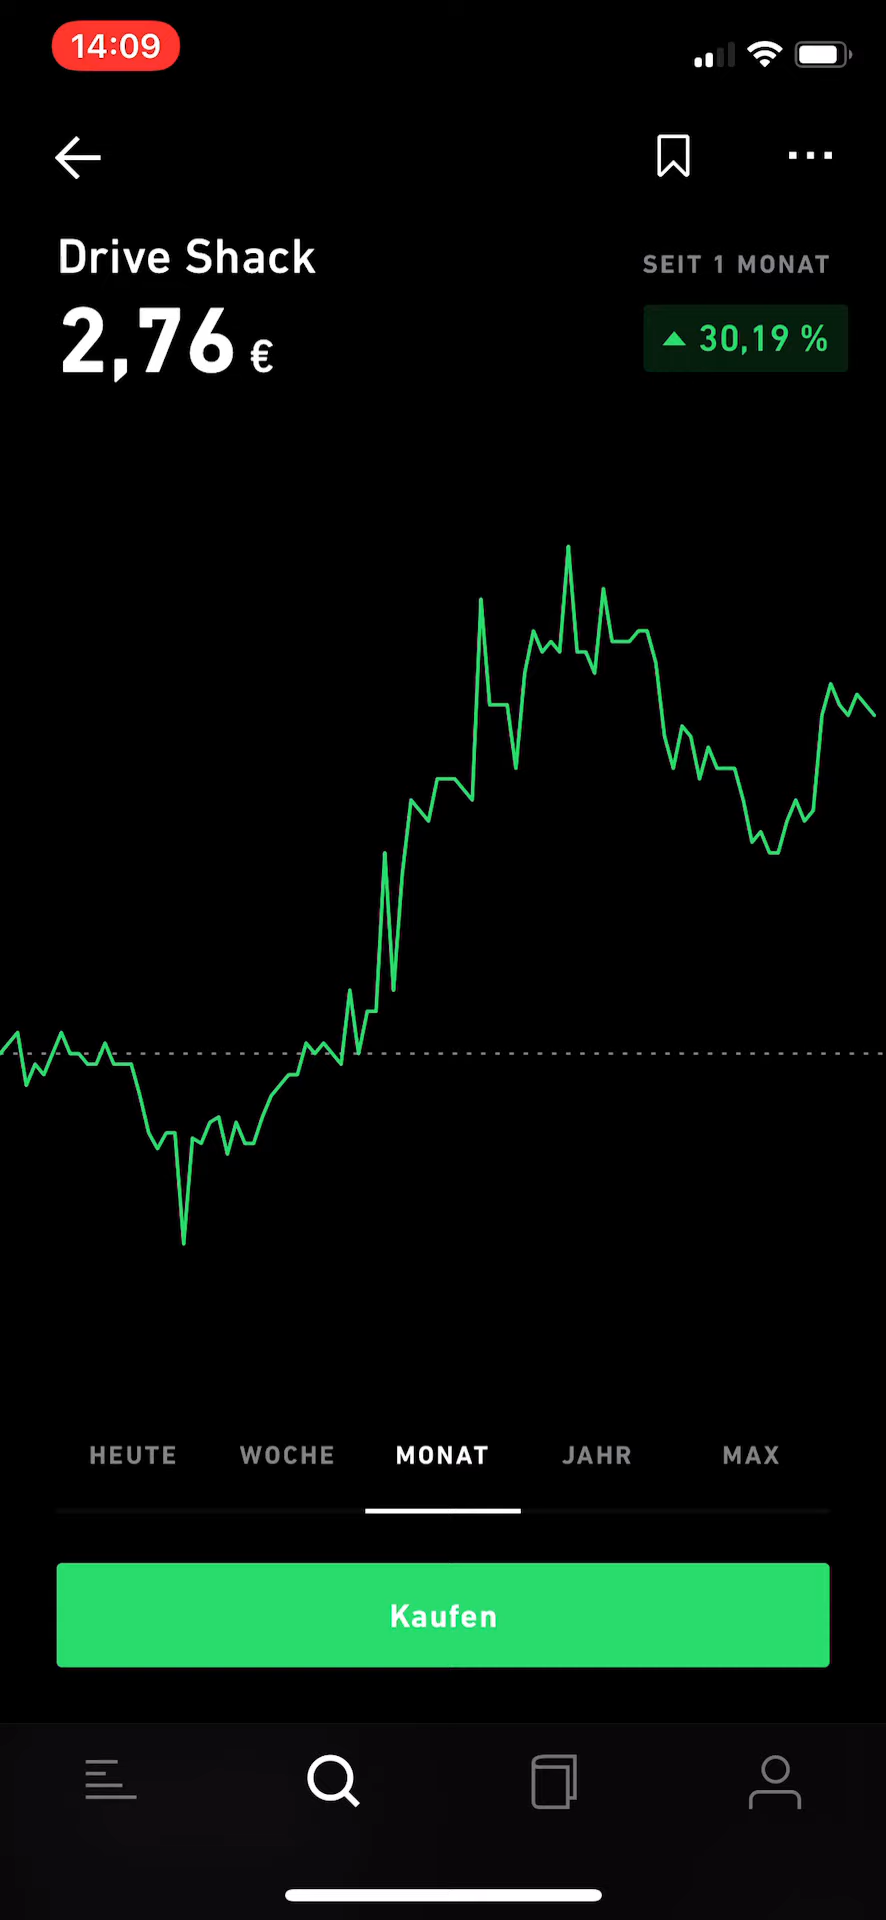 14:09
Drive Shack
SEIT 1 MONAT
2,76 €
30,19 %
HEUTE WOCHE MONAT JAHR MAX
Kaufen